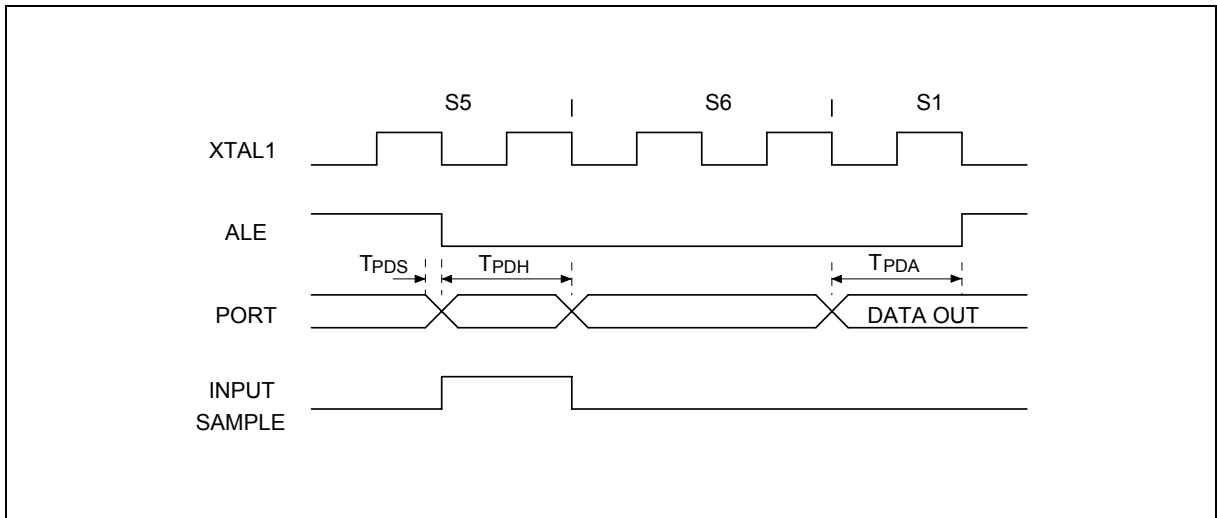 S5 | S6 | S1
XTAL1
ALE
TPDS TPDH TPDA
PORT DATA OUT
INPUT
SAMPLE